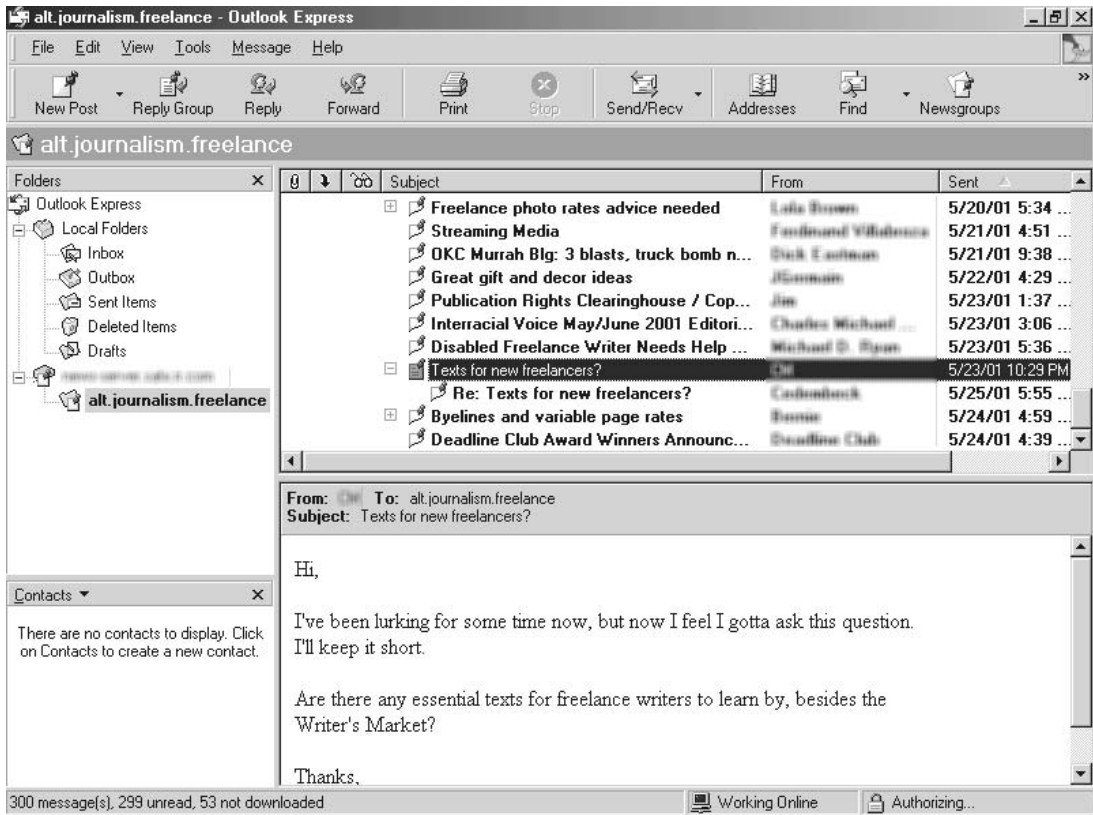 alt.journalism.freelance - Outlook Express
File Edit View Tools Message Help
New Post Reply Group Reply Forward Print Stop Send/Recv Addresses Find Newsgroups »
alt.journalism.freelance
Folders
Outlook Express
Local Folders
Inbox
Outbox
Sent Items
Deleted Items
Drafts
alt.journalism.freelance
Contacts
There are no contacts to display. Click
on Contacts to create a new contact.
Subject From Sent
Freelance photo rates advice needed 5/20/01 5:34 ...
Streaming Media 5/21/01 4:51 ...
OKC Murrah Blg: 3 blasts, truck bomb n... 5/21/01 9:38 ...
Great gift and decor ideas 5/22/01 4:29 ...
Publication Rights Clearinghouse / Cop... 5/23/01 1:37 ...
Interracial Voice May/June 2001 Editori... 5/23/01 3:06 ...
Disabled Freelance Writer Needs Help ... 5/23/01 5:36 ...
Texts for new freelancers? 5/23/01 10:29 PM
Re: Texts for new freelancers? 5/25/01 5:55 ...
Byelines and variable page rates 5/24/01 4:59 ...
Deadline Club Award Winners Announc... 5/24/01 4:39 ...
From: To: alt.journalism.freelance
Subject: Texts for new freelancers?
Hi,
I've been lurking for some time now, but now I feel I gotta ask this question.
I'll keep it short.
Are there any essential texts for freelance writers to learn by, besides the
Writer's Market?
Thanks,
300 message(s), 299 unread, 53 not downloaded Working Online Authorizing...